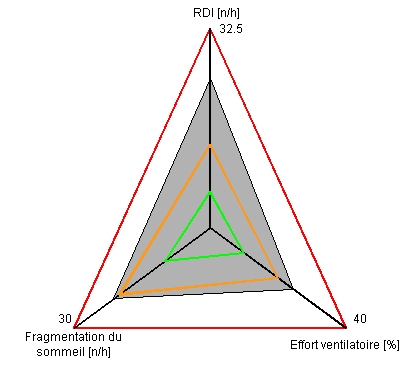 RDI [n/h]
32.5
30
40
Fragmentation du
sommeil [n/h]
Effort ventilatoire [%]